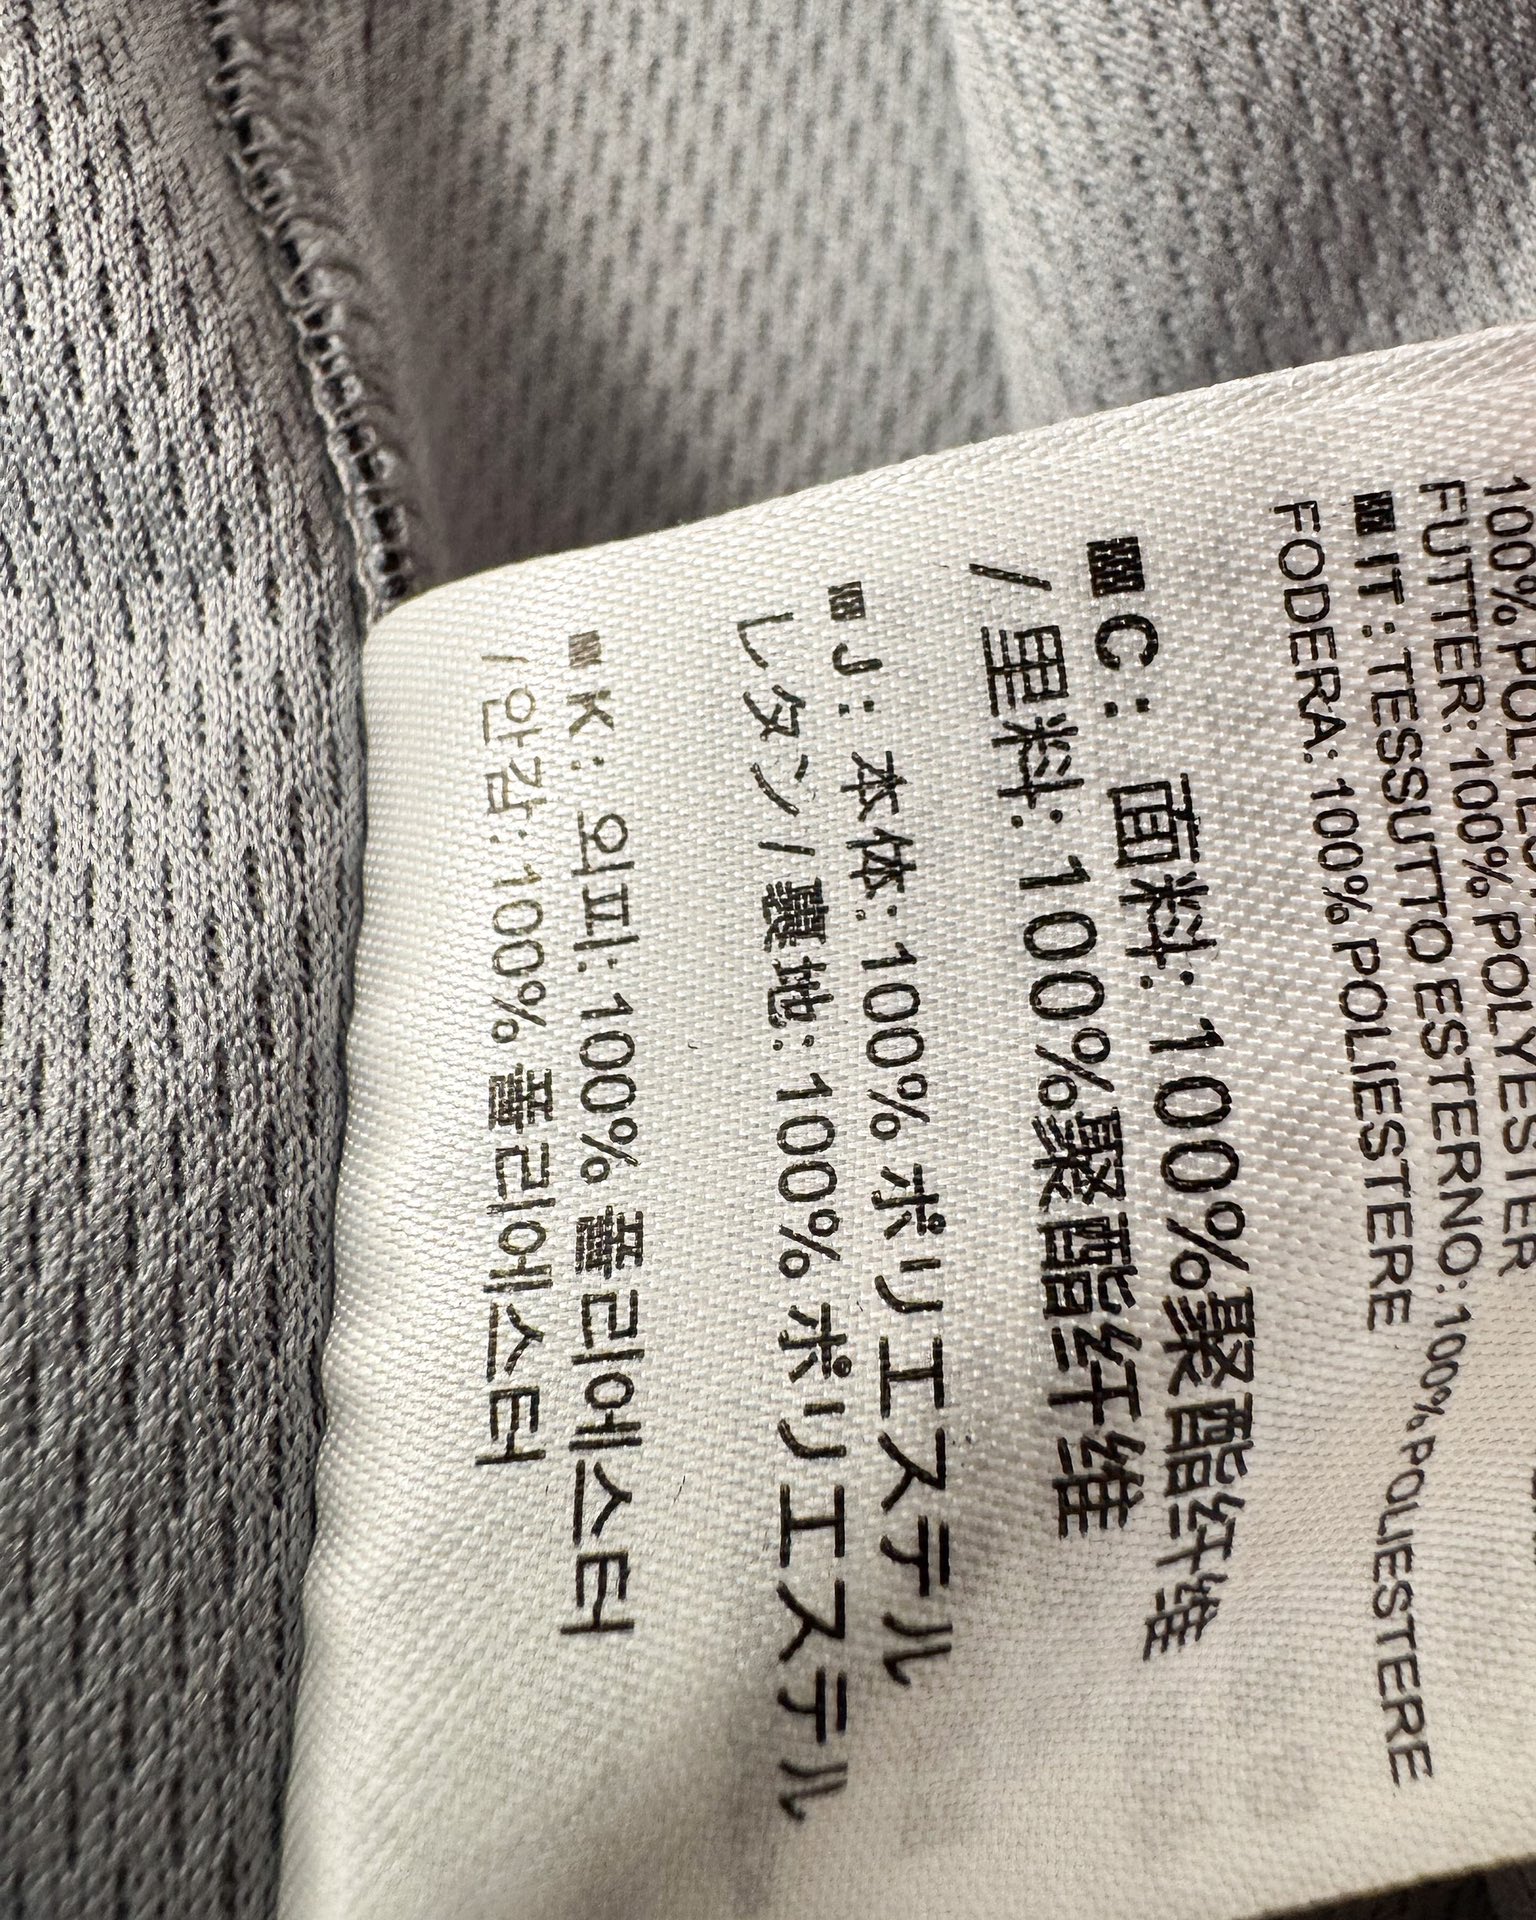 100%
FUTTER: 100% POLYESTER
■IT: TESSUTO ESTERNO: 100% POLIESTERE
FODERA: 100% POLIESTERE
■C: 面料: 100%聚酯纤维
/里料: 100%聚酯纤维
■J: 本体: 100% ポリエステル
レタン/裏地: 100% ポリエステル
■K: 외피: 100% 폴리에스터
/안감: 100% 폴리에스터